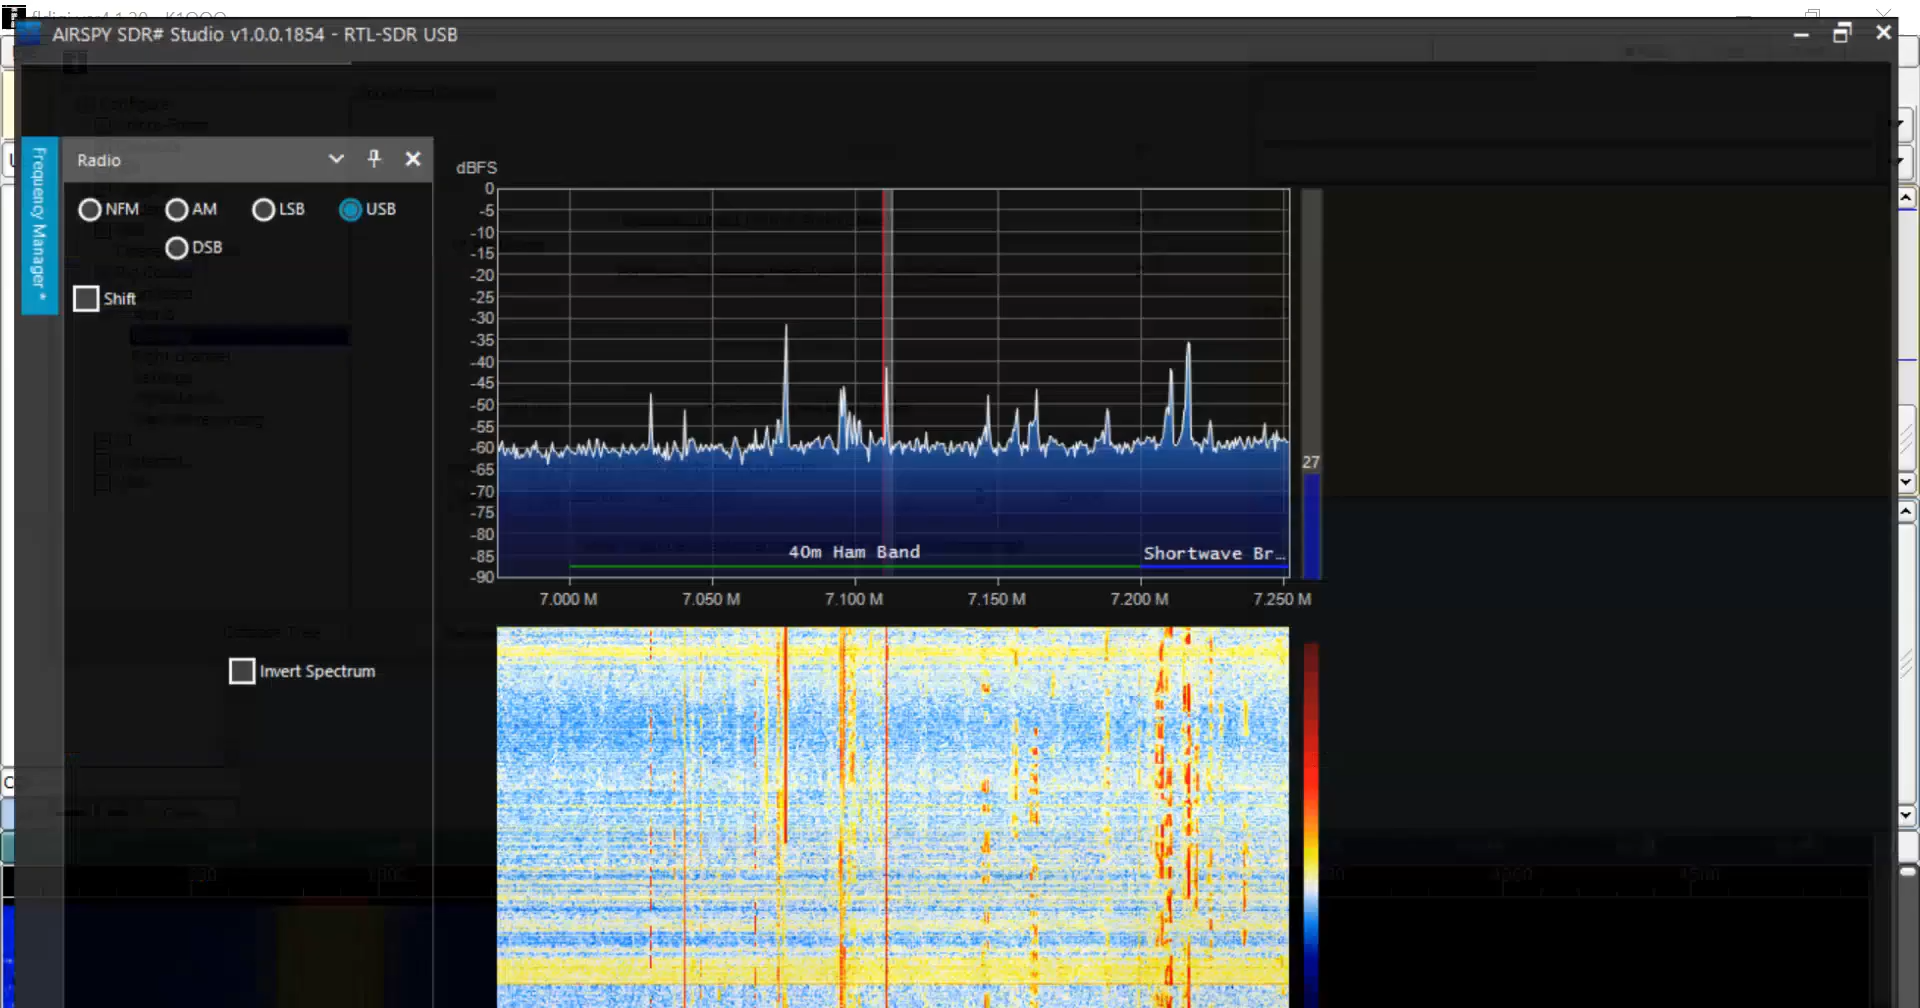 AIRSPY SDR# Studio v1.0.0.1854 - RTL-SDR USB
Frequency Manager *
Radio
NFM AM LSB USB
DSB
Shift
Invert Spectrum
dBFS
0
-5
-10
-15
-20
-25
-30
-35
-40
-45
-50
-55
-60
-65
-70
-75
-80
-85
-90
27
40m Ham Band
Shortwave Br…
7.000 M 7.050 M 7.100 M 7.150 M 7.200 M 7.250 M